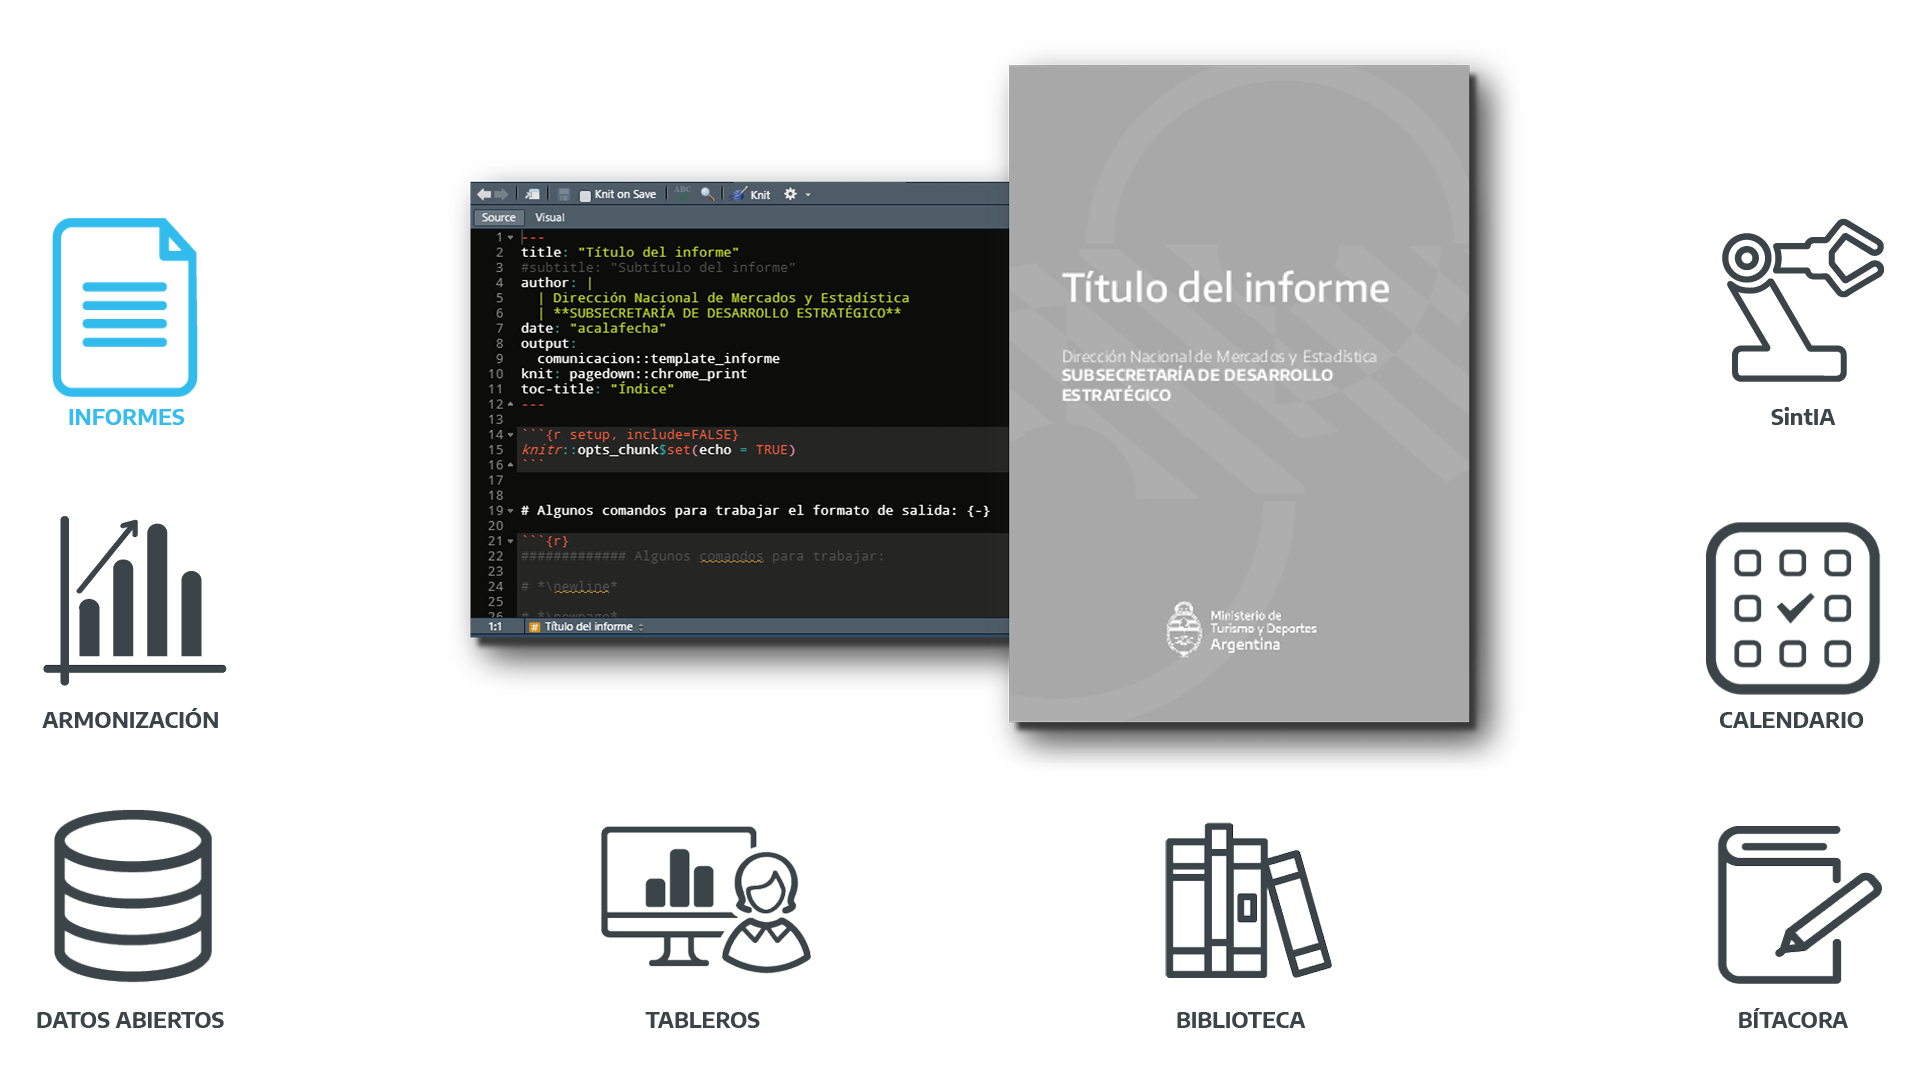 Knit on Save
ABC
Knit
Source
Visual
1 ---
2 title: "Título del informe"
3 #subtitle: "Subtítulo del informe"
4 author: |
5 | Dirección Nacional de Mercados y Estadística
6 | **SUBSECRETARÍA DE DESARROLLO ESTRATÉGICO**
7 date: "acalafecha"
8 output:
9 comunicacion::template_informe
10 knit: pagedown::chrome_print
11 toc-title: "Índice"
12 ---
13
14 ```{r setup, include=FALSE}
15 knitr::opts_chunk$set(echo = TRUE)
16 ```
17
18
19 # Algunos comandos para trabajar el formato de salida: {-}
20
21 ```{r}
22 ############# Algunos comandos para trabajar:
23
24 # *\newline*
25
26 # *\newpage*
1:1 # Título del informe
Título del informe
Dirección Nacional de Mercados y Estadística
SUBSECRETARÍA DE DESARROLLO
ESTRATÉGICO
Ministerio de
Turismo y Deportes
Argentina
INFORMES
SintIA
ARMONIZACIÓN
CALENDARIO
DATOS ABIERTOS
TABLEROS
BIBLIOTECA
BÍTACORA